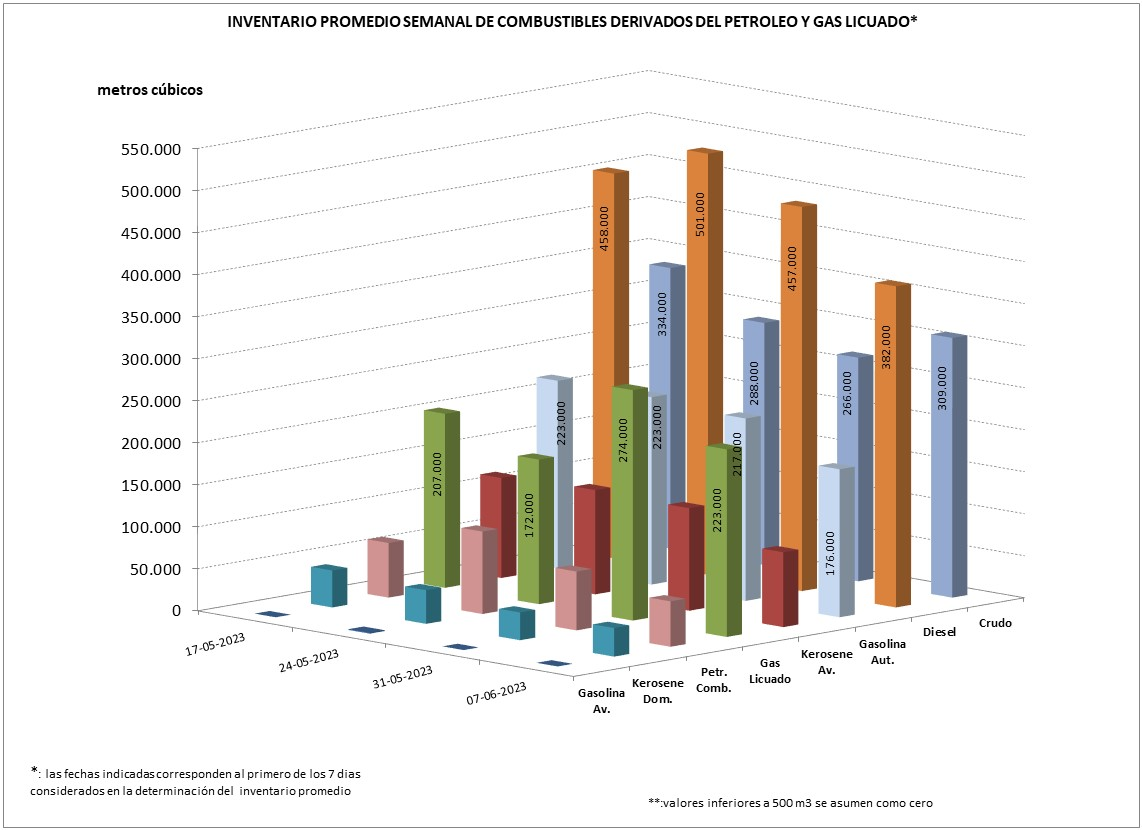 INVENTARIO PROMEDIO SEMANAL DE COMBUSTIBLES DERIVADOS DEL PETROLEO Y GAS LICUADO*
metros cúbicos
550.000
500.000
450.000
400.000
350.000
300.000
250.000
200.000
150.000
100.000
50.000
0
458.000
501.000
457.000
382.000
334.000
288.000
266.000
309.000
223.000
223.000
217.000
176.000
207.000
172.000
274.000
223.000
17-05-2023
24-05-2023
31-05-2023
07-06-2023
Gasolina
Av.
Kerosene
Dom.
Petr.
Comb.
Gas
Licuado
Kerosene
Av.
Gasolina
Aut.
Diesel
Crudo
*: las fechas indicadas corresponden al primero de los 7 dias
considerados en la determinación del inventario promedio
**:valores inferiores a 500 m3 se asumen como cero